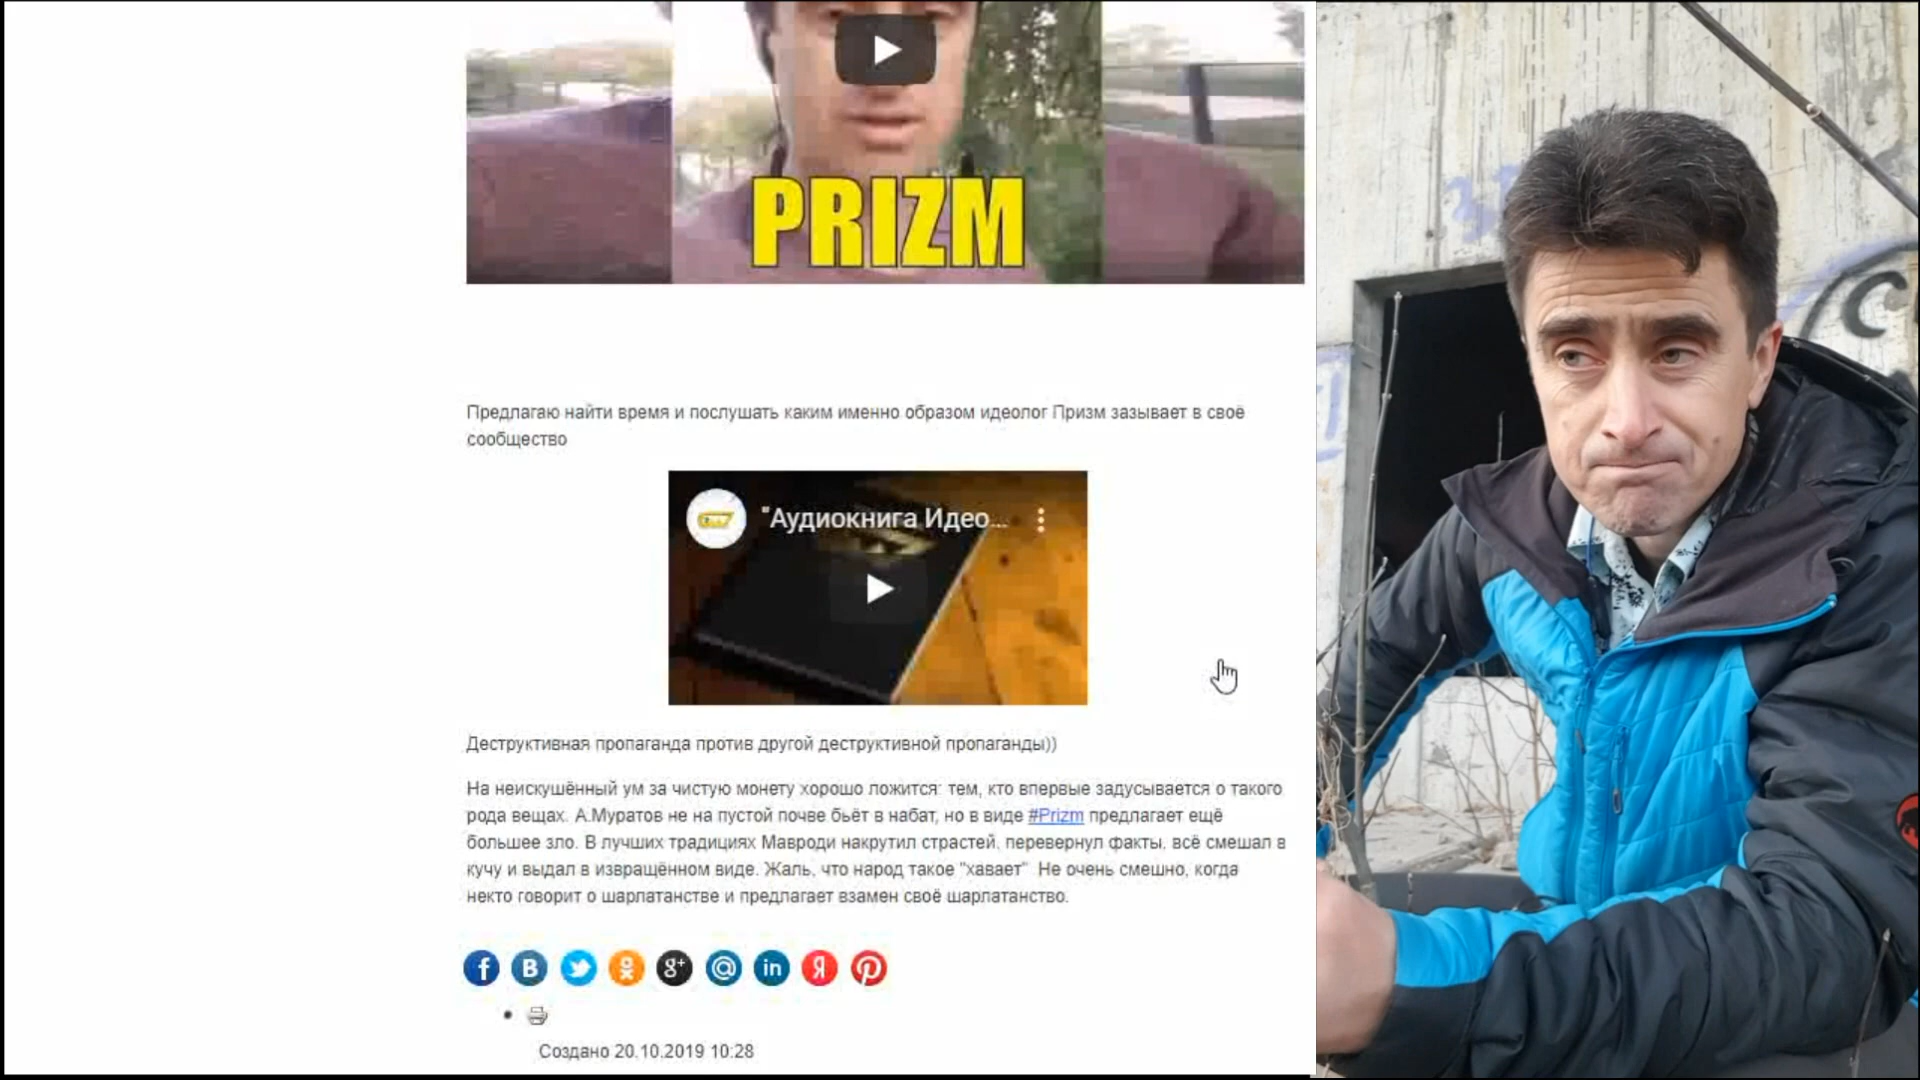 PRIZM
Предлагаю найти время и послушать каким именно образом идеолог Призм зазывает в своё
сообщество
"Аудиокнига Идео...
Деструктивная пропаганда против другой деструктивной пропаганды))
На неискушённый ум за чистую монету хорошо ложится: тем, кто впервые задусывается о такого
рода вещах. А.Муратов не на пустой почве бьёт в набат, но в виде #Prizm предлагает ещё
большее зло. В лучших традициях Мавроди накрутил страстей, перевернул факты, всё смешал в
кучу и выдал в извращённом виде. Жаль, что народ такое "хавает". Не очень смешно, когда
некто говорит о шарлатанстве и предлагает взамен своё шарлатанство.
Создано 20.10.2019 10:28